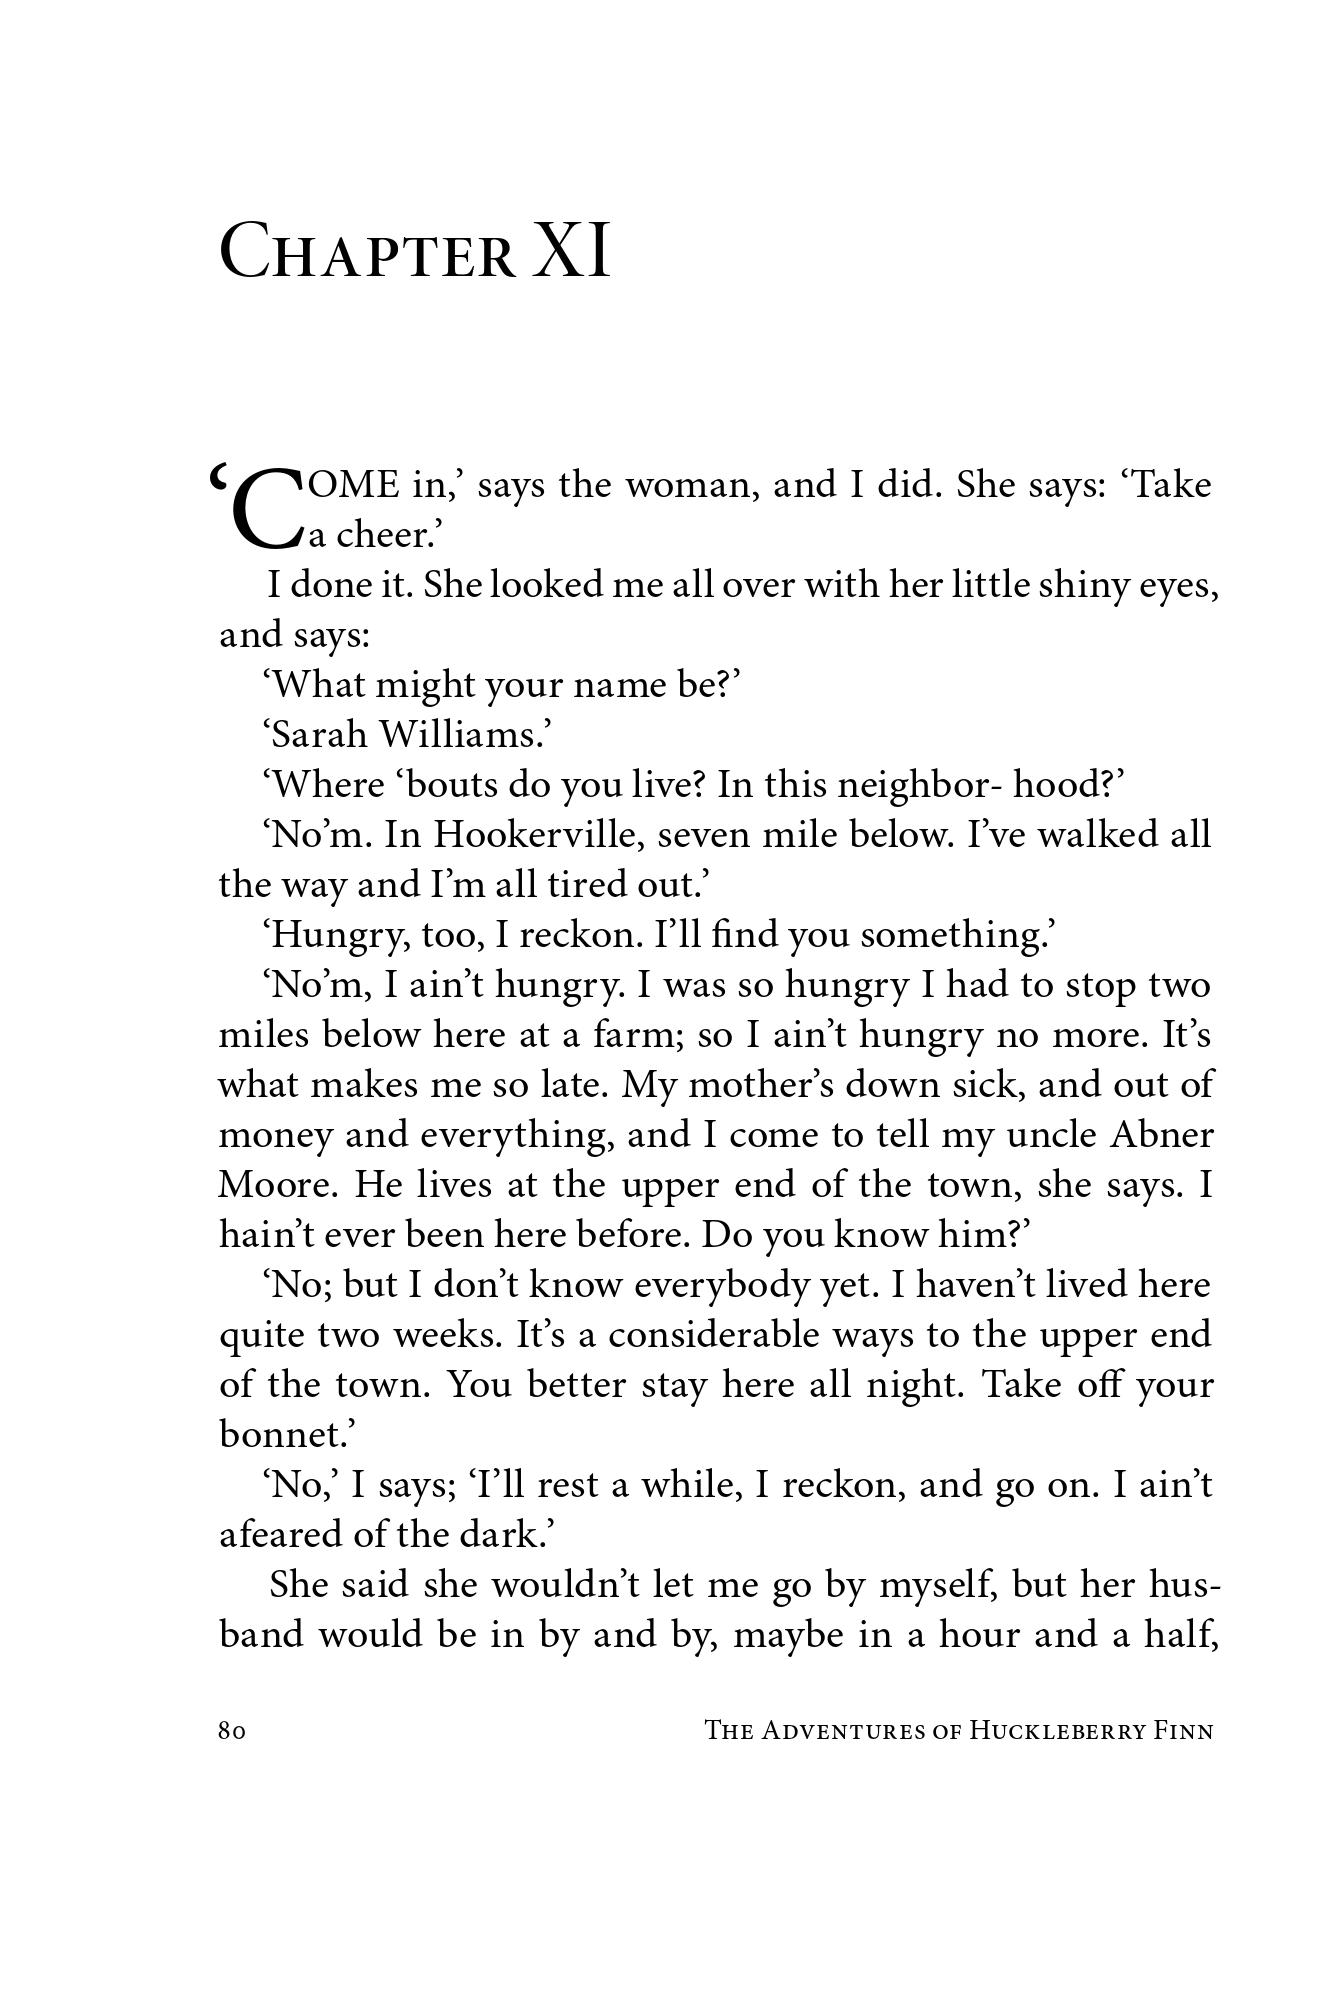 Chapter XI
‘COME in,’ says the woman, and I did. She says: ‘Take
a cheer.’
I done it. She looked me all over with her little shiny eyes,
and says:
‘What might your name be?’
‘Sarah Williams.’
‘Where ‘bouts do you live? In this neighbor- hood?’
‘No’m. In Hookerville, seven mile below. I’ve walked all
the way and I’m all tired out.’
‘Hungry, too, I reckon. I’ll find you something.’
‘No’m, I ain’t hungry. I was so hungry I had to stop two
miles below here at a farm; so I ain’t hungry no more. It’s
what makes me so late. My mother’s down sick, and out of
money and everything, and I come to tell my uncle Abner
Moore. He lives at the upper end of the town, she says. I
hain’t ever been here before. Do you know him?’
‘No; but I don’t know everybody yet. I haven’t lived here
quite two weeks. It’s a considerable ways to the upper end
of the town. You better stay here all night. Take off your
bonnet.’
‘No,’ I says; ‘I’ll rest a while, I reckon, and go on. I ain’t
afeared of the dark.’
She said she wouldn’t let me go by myself, but her hus-
band would be in by and by, maybe in a hour and a half,
80 The Adventures of Huckleberry Finn